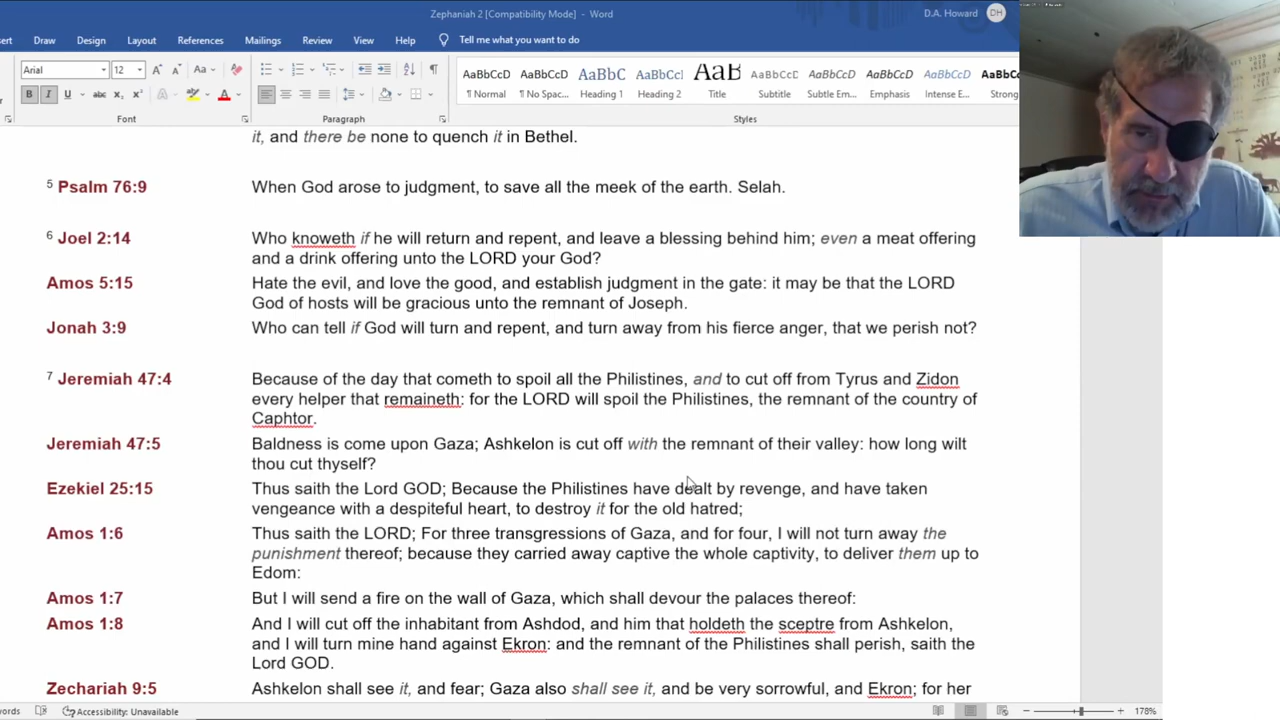 Zephaniah 2 [Compatibility Mode] - Word
D.A. Howard
DH
sert Draw Design Layout References Mailings Review View Help Tell me what you want to do
Arial 12 Aa
B I U abc x₂ x² A A
AaBbCcD AaBbCcD AaBbC AaBbCcl AaBb AaBbCcD AaBbCcD AaBbCcD AaBbCcD AaBbCc
¶ Normal ¶ No Spac... Heading 1 Heading 2 Title Subtitle Subtle Em... Emphasis Intense E... Strong
Font Paragraph Styles
it, and there be none to quench it in Bethel.
5 Psalm 76:9 When God arose to judgment, to save all the meek of the earth. Selah.
6 Joel 2:14 Who knoweth if he will return and repent, and leave a blessing behind him; even a meat offering
and a drink offering unto the LORD your God?
Amos 5:15 Hate the evil, and love the good, and establish judgment in the gate: it may be that the LORD
God of hosts will be gracious unto the remnant of Joseph.
Jonah 3:9 Who can tell if God will turn and repent, and turn away from his fierce anger, that we perish not?
7 Jeremiah 47:4 Because of the day that cometh to spoil all the Philistines, and to cut off from Tyrus and Zidon
every helper that remaineth: for the LORD will spoil the Philistines, the remnant of the country of
Caphtor.
Jeremiah 47:5 Baldness is come upon Gaza; Ashkelon is cut off with the remnant of their valley: how long wilt
thou cut thyself?
Ezekiel 25:15 Thus saith the Lord GOD; Because the Philistines have dealt by revenge, and have taken
vengeance with a despiteful heart, to destroy it for the old hatred;
Amos 1:6 Thus saith the LORD; For three transgressions of Gaza, and for four, I will not turn away the
punishment thereof; because they carried away captive the whole captivity, to deliver them up to
Edom:
Amos 1:7 But I will send a fire on the wall of Gaza, which shall devour the palaces thereof:
Amos 1:8 And I will cut off the inhabitant from Ashdod, and him that holdeth the sceptre from Ashkelon,
and I will turn mine hand against Ekron: and the remnant of the Philistines shall perish, saith the
Lord GOD.
Zechariah 9:5 Ashkelon shall see it, and fear; Gaza also shall see it, and be very sorrowful, and Ekron; for her
words Accessibility: Unavailable 178%